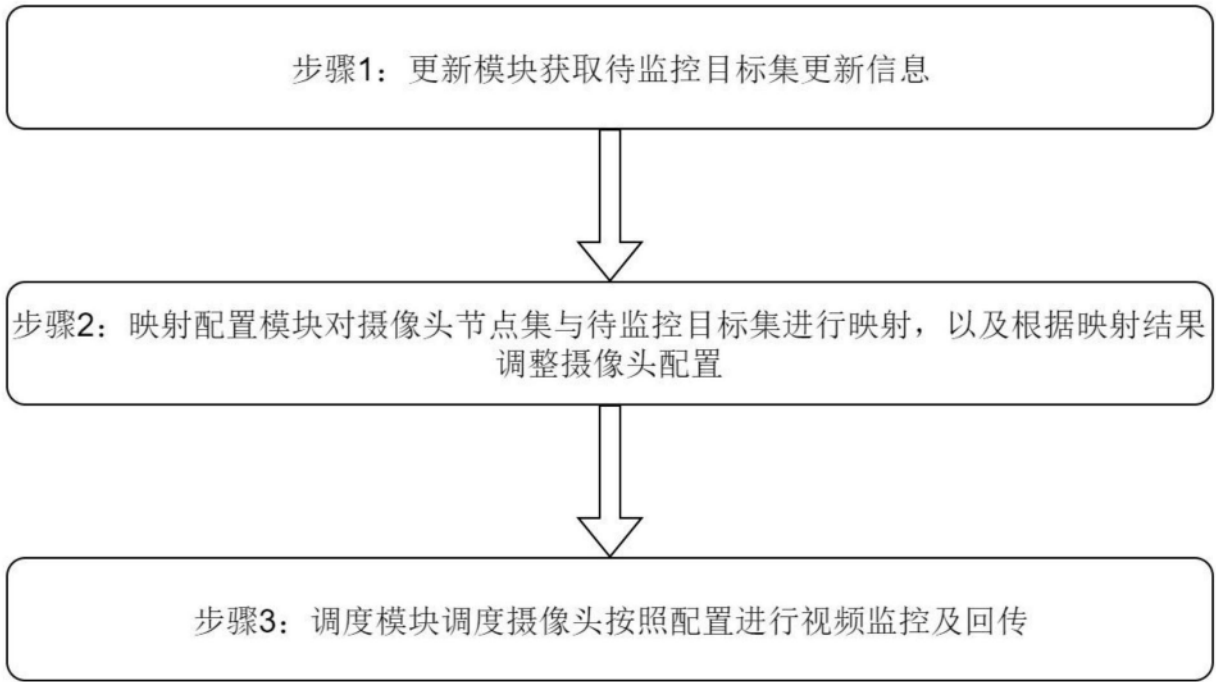 步骤1：更新模块获取待监控目标集更新信息
步骤2：映射配置模块对摄像头节点集与待监控目标集进行映射，以及根据映射结果
调整摄像头配置
步骤3：调度模块调度摄像头按照配置进行视频监控及回传